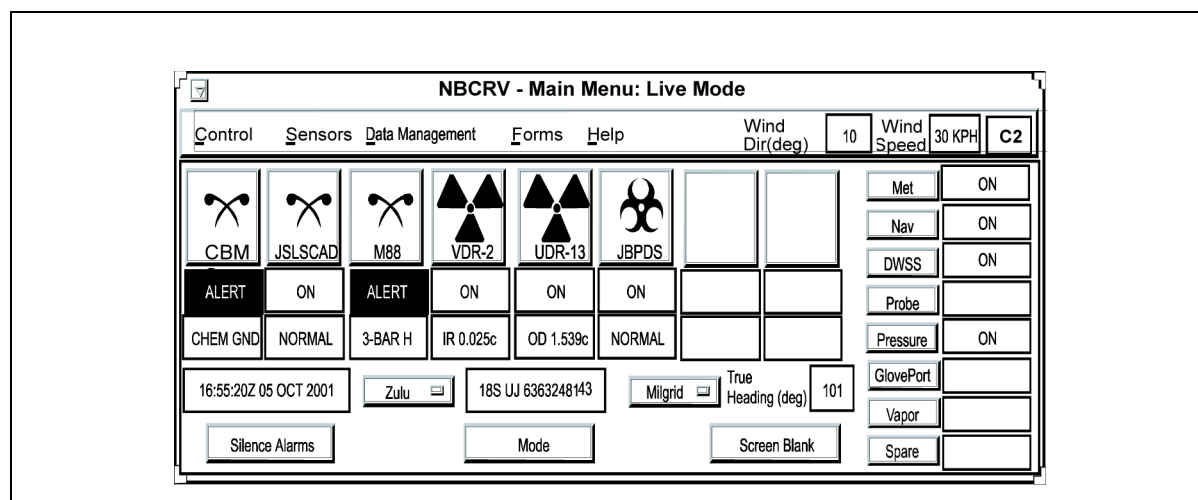 NBCRV - Main Menu: Live Mode
Control Sensors Data Management Forms Help Wind Dir(deg) 10 Wind Speed 30 KPH C2
CBM JSLSCAD M88 VDR-2 UDR-13 JBPDS
ALERT ON ALERT ON ON ON
CHEM GND NORMAL 3-BAR H IR 0.025c OD 1.539c NORMAL
16:55:20Z 05 OCT 2001 Zulu 18S UJ 6363248143 Milgrid True Heading (deg) 101
Silence Alarms Mode Screen Blank
Met ON
Nav ON
DWSS ON
Probe
Pressure ON
GlovePort
Vapor
Spare